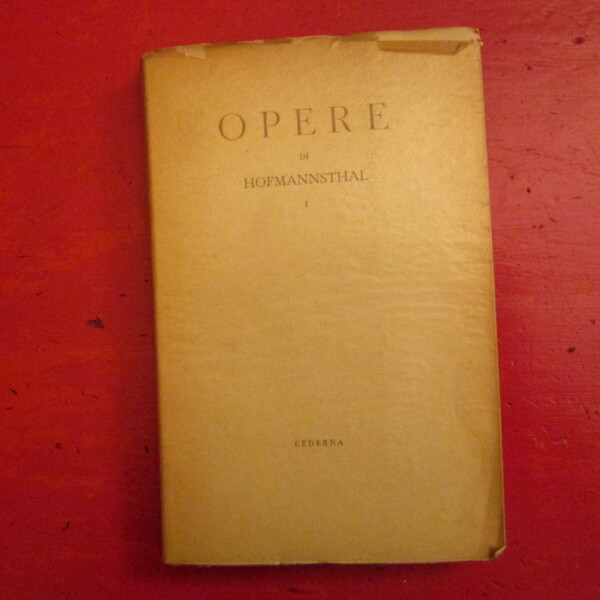 OPERE
DI
HOFMANNSTHAL
I
CEDERNA